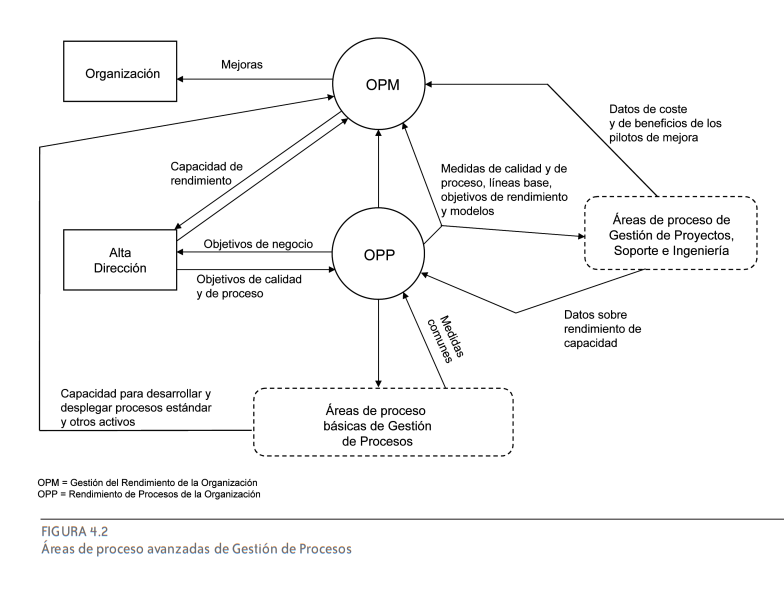 Organización
Mejoras
OPM
Datos de coste
y de beneficios de los
pilotos de mejora
Capacidad de
rendimiento
Medidas de calidad y de
proceso, líneas base,
objetivos de rendimiento
y modelos
Áreas de proceso de
Gestión de Proyectos,
Soporte e Ingeniería
Alta
Dirección
Objetivos de negocio
OPP
Objetivos de calidad
y de proceso
Datos sobre
rendimiento de
capacidad
Medidas
comunes
Capacidad para desarrollar y
desplegar procesos estándar
y otros activos
Áreas de proceso
básicas de Gestión
de Procesos
OPM = Gestión del Rendimiento de la Organización
OPP = Rendimiento de Procesos de la Organización
FIGURA 4.2
Áreas de proceso avanzadas de Gestión de Procesos